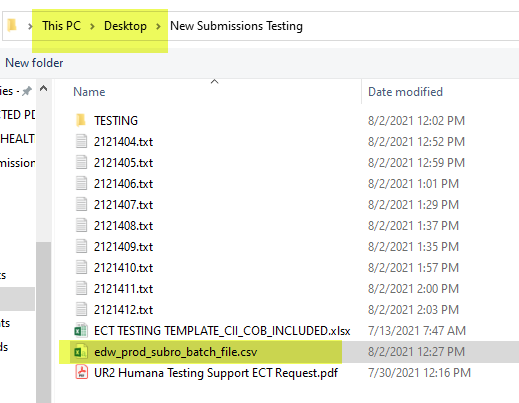 This PC > Desktop > New Submissions Testing
New folder
Name Date modified
ies -
CTED PD
HEALTH
mission
ts
nts
ds
TESTING 8/2/2021 12:02 PM
2121404.txt 8/2/2021 12:52 PM
2121405.txt 8/2/2021 12:59 PM
2121406.txt 8/2/2021 1:01 PM
2121407.txt 8/2/2021 1:29 PM
2121408.txt 8/2/2021 1:37 PM
2121409.txt 8/2/2021 1:35 PM
2121410.txt 8/2/2021 1:57 PM
2121411.txt 8/2/2021 2:00 PM
2121412.txt 8/2/2021 2:03 PM
ECT TESTING TEMPLATE_CII_COB_INCLUDED.xlsx 7/13/2021 7:47 AM
edw_prod_subro_batch_file.csv 8/2/2021 12:27 PM
UR2 Humana Testing Support ECT Request.pdf 7/30/2021 12:16 PM